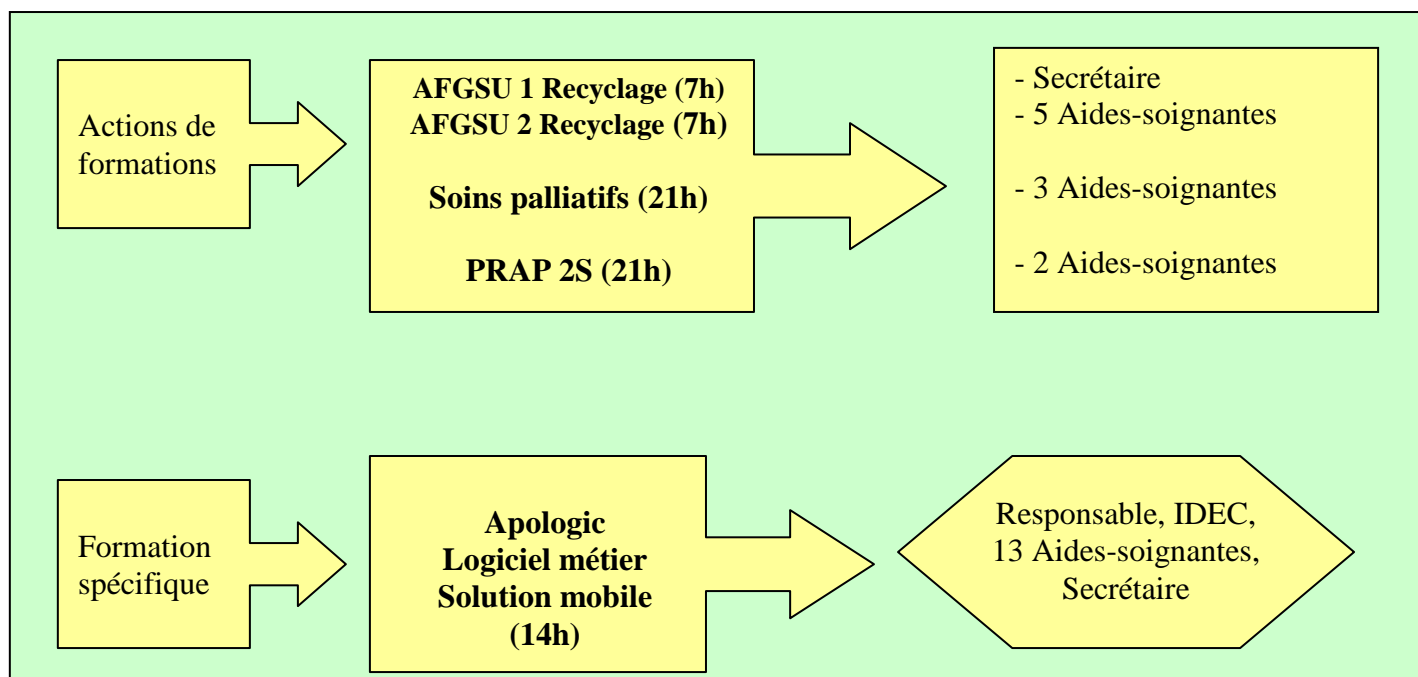 Actions de
formations
AFGSU 1 Recyclage (7h)
AFGSU 2 Recyclage (7h)
Soins palliatifs (21h)
PRAP 2S (21h)
- Secrétaire
- 5 Aides-soignantes
- 3 Aides-soignantes
- 2 Aides-soignantes
Formation
spécifique
Apologic
Logiciel métier
Solution mobile
(14h)
Responsable, IDEC,
13 Aides-soignantes,
Secrétaire